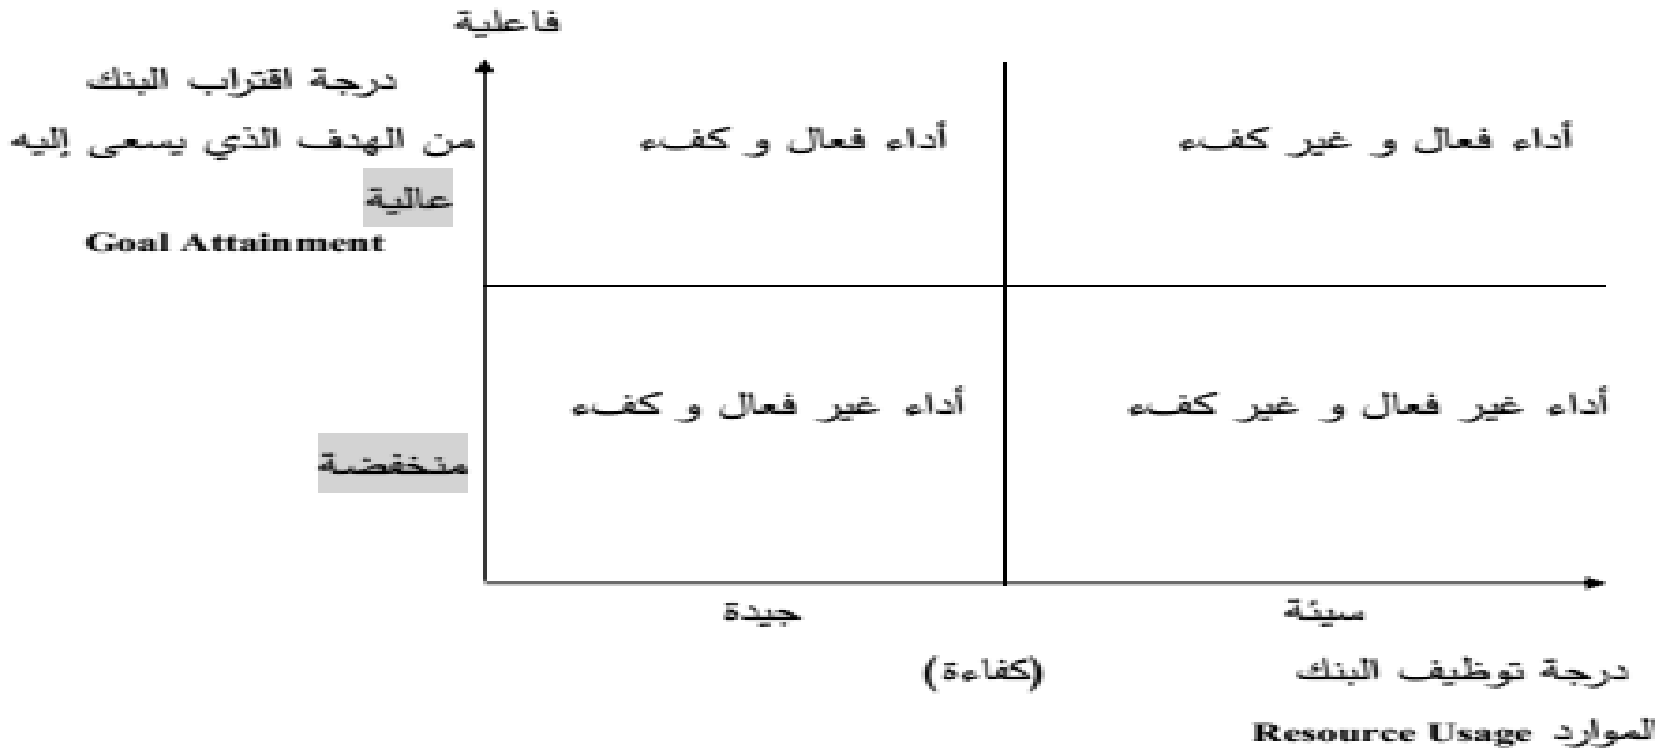 فاعلية
درجة اقتراب البنك
من الهدف الذي يسعى إليه
عالية
Goal Attainment
أداء فعال و كفء
أداء فعال و غير كفء
أداء غير فعال و كفء
أداء غير فعال و غير كفء
منخفضة
جيدة
سيئة
(كفاءة)
درجة توظيف البنك
الموارد Resource Usage